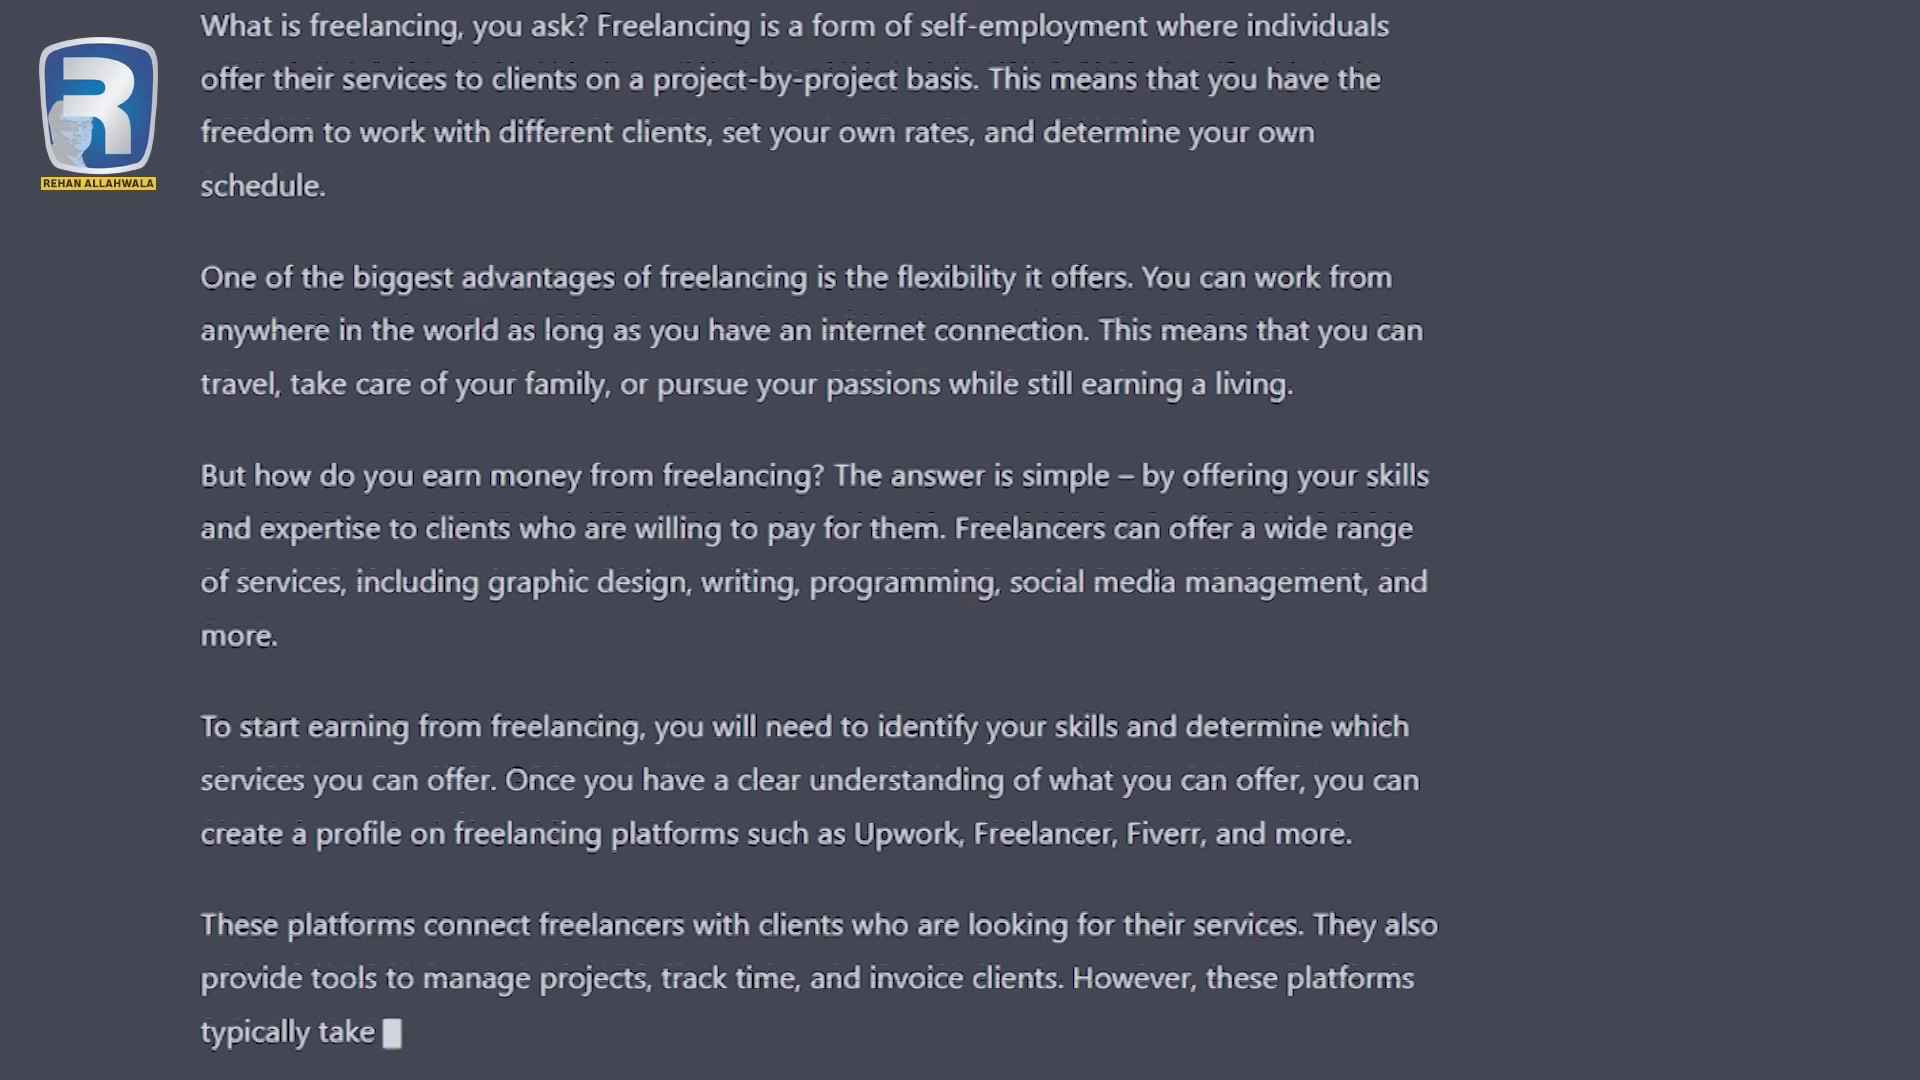 What is freelancing, you ask? Freelancing is a form of self-employment where individuals
offer their services to clients on a project-by-project basis. This means that you have the
freedom to work with different clients, set your own rates, and determine your own
schedule.
One of the biggest advantages of freelancing is the flexibility it offers. You can work from
anywhere in the world as long as you have an internet connection. This means that you can
travel, take care of your family, or pursue your passions while still earning a living.
But how do you earn money from freelancing? The answer is simple – by offering your skills
and expertise to clients who are willing to pay for them. Freelancers can offer a wide range
of services, including graphic design, writing, programming, social media management, and
more.
To start earning from freelancing, you will need to identify your skills and determine which
services you can offer. Once you have a clear understanding of what you can offer, you can
create a profile on freelancing platforms such as Upwork, Freelancer, Fiverr, and more.
These platforms connect freelancers with clients who are looking for their services. They also
provide tools to manage projects, track time, and invoice clients. However, these platforms
typically take
R
REHAN ALLAHWALA